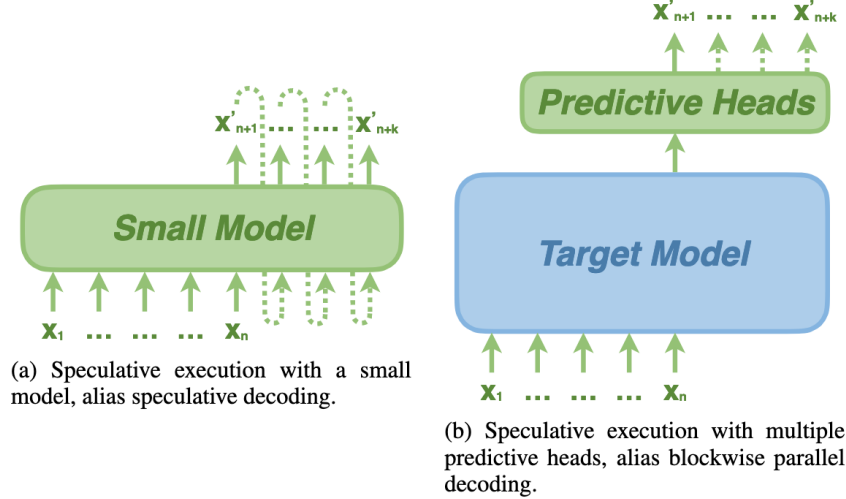 x'n+1 ... ... x'n+k
Small Model
x1 ... ... ... xn
(a) Speculative execution with a small
model, alias speculative decoding.
x'n+1 ... ... x'n+k
Predictive Heads
Target Model
x1 ... ... ... xn
(b) Speculative execution with multiple
predictive heads, alias blockwise parallel
decoding.